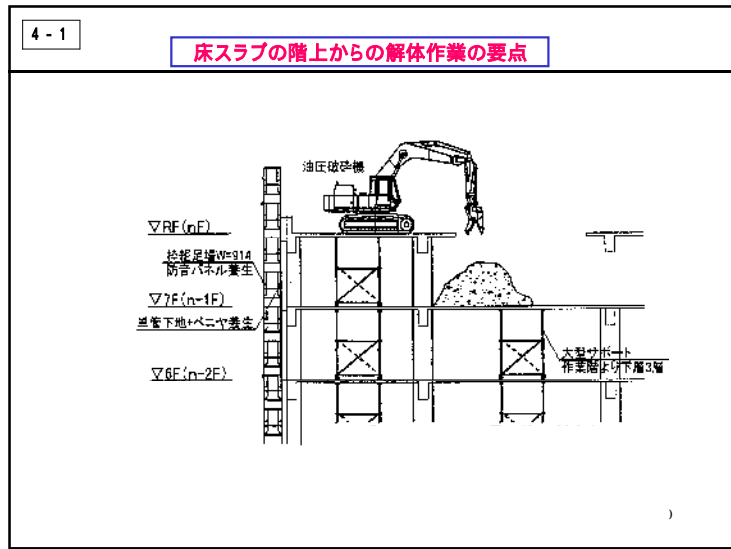 4 - 1
床スラブの階上からの解体作業の要点
油圧破砕機
▽RF(nF)
枠組足場W=914
防音パネル養生
▽7F(n-1F)
単管下地+ベニヤ養生
大型サポート
作業階より下層3層
▽6F(n-2F)
)